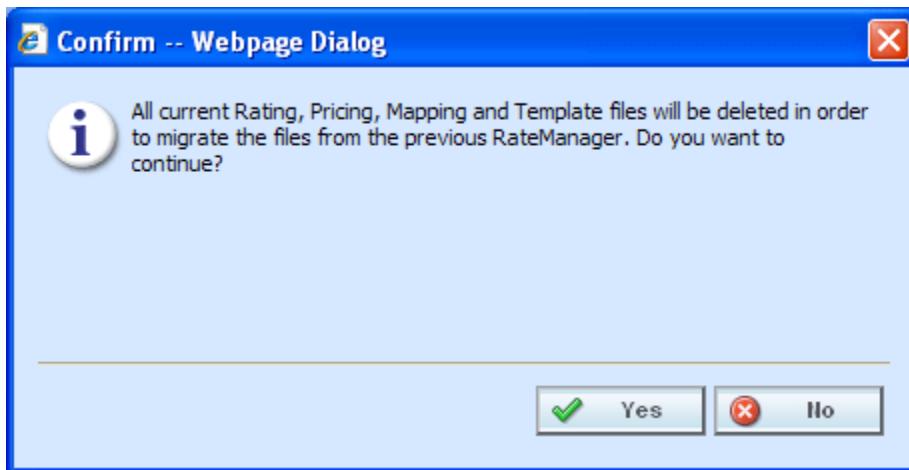 Confirm -- Webpage Dialog
All current Rating, Pricing, Mapping and Template files will be deleted in order
to migrate the files from the previous RateManager. Do you want to
continue?
Yes
No